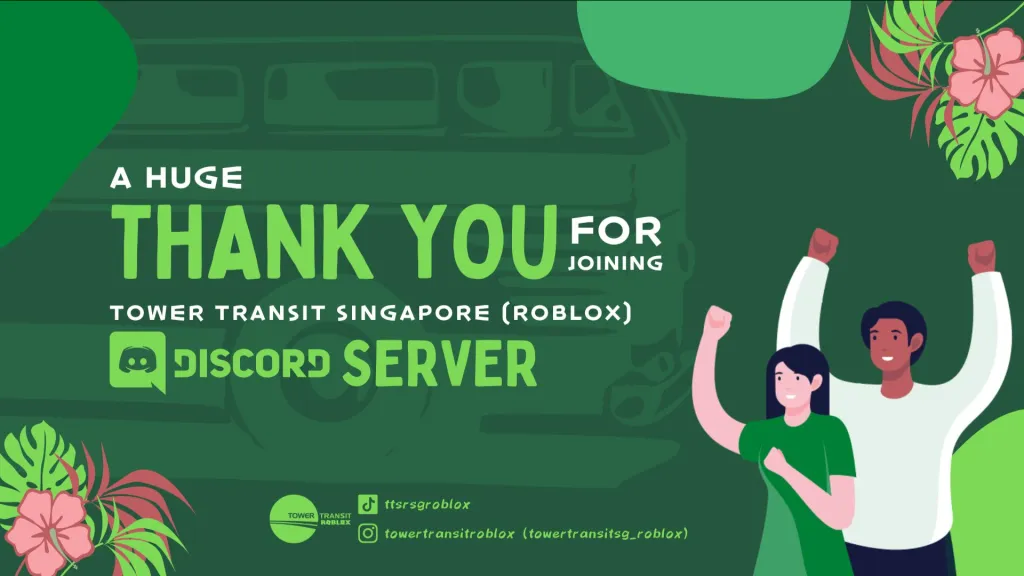 A HUGE
THANK YOU FOR JOINING
TOWER TRANSIT SINGAPORE (ROBLOX)
DISCORD SERVER
TOWER TRANSIT
ROBLOX
ttsrsgroblox
towertransitroblox (towertransitsg_roblox)